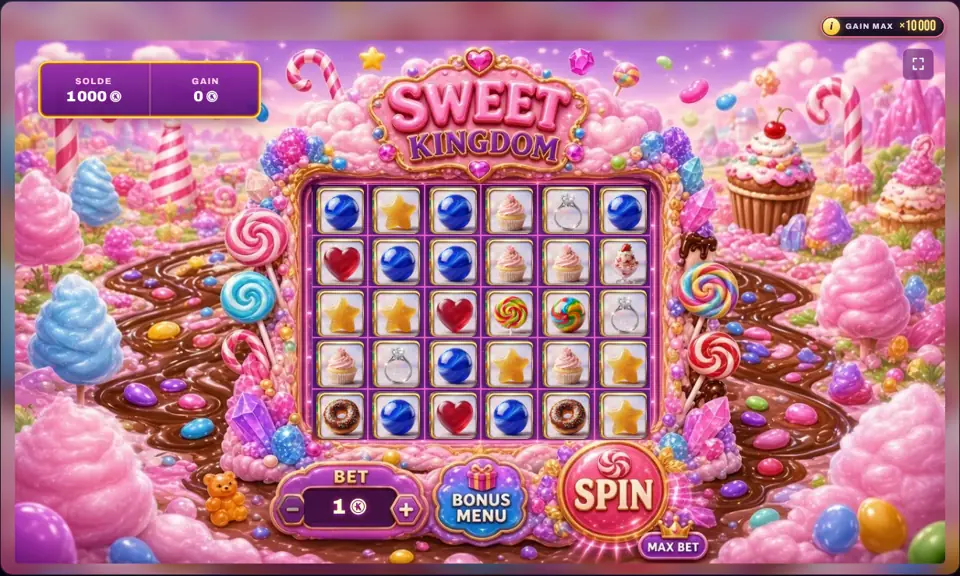 i GAIN MAX ×10000
SOLDE
1000 K
GAIN
0 K
SWEET
KINGDOM
BET
− 1 K +
BONUS
MENU
SPIN
MAX BET